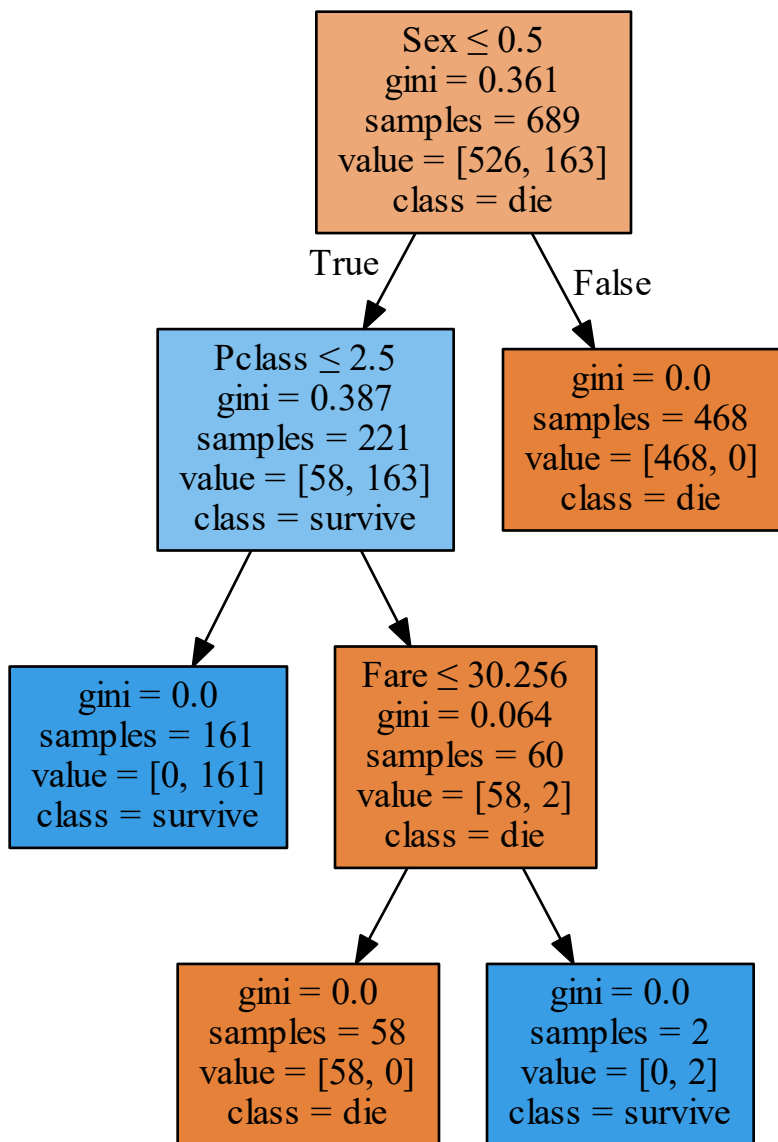 Sex ≤ 0.5
gini = 0.361
samples = 689
value = [526, 163]
class = die
True
False
Pclass ≤ 2.5
gini = 0.387
samples = 221
value = [58, 163]
class = survive
gini = 0.0
samples = 468
value = [468, 0]
class = die
gini = 0.0
samples = 161
value = [0, 161]
class = survive
Fare ≤ 30.256
gini = 0.064
samples = 60
value = [58, 2]
class = die
gini = 0.0
samples = 58
value = [58, 0]
class = die
gini = 0.0
samples = 2
value = [0, 2]
class = survive